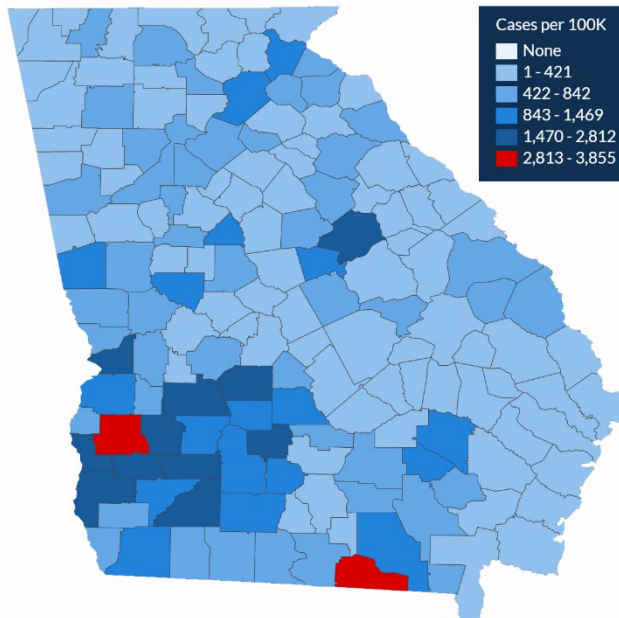 Cases per 100K
None
1 - 421
422 - 842
843 - 1,469
1,470 - 2,812
2,813 - 3,855